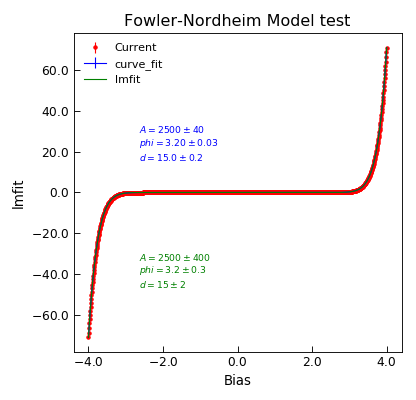 Fowler-Nordheim Model test
Current
curve_fit
lmfit
60.0
40.0
20.0
0.0
−20.0
−40.0
−60.0
lmfit
A = 2500 ± 40
phi = 3.20 ± 0.03
d = 15.0 ± 0.2
A = 2500 ± 400
phi = 3.2 ± 0.3
d = 15 ± 2
−4.0 −2.0 0.0 2.0 4.0
Bias